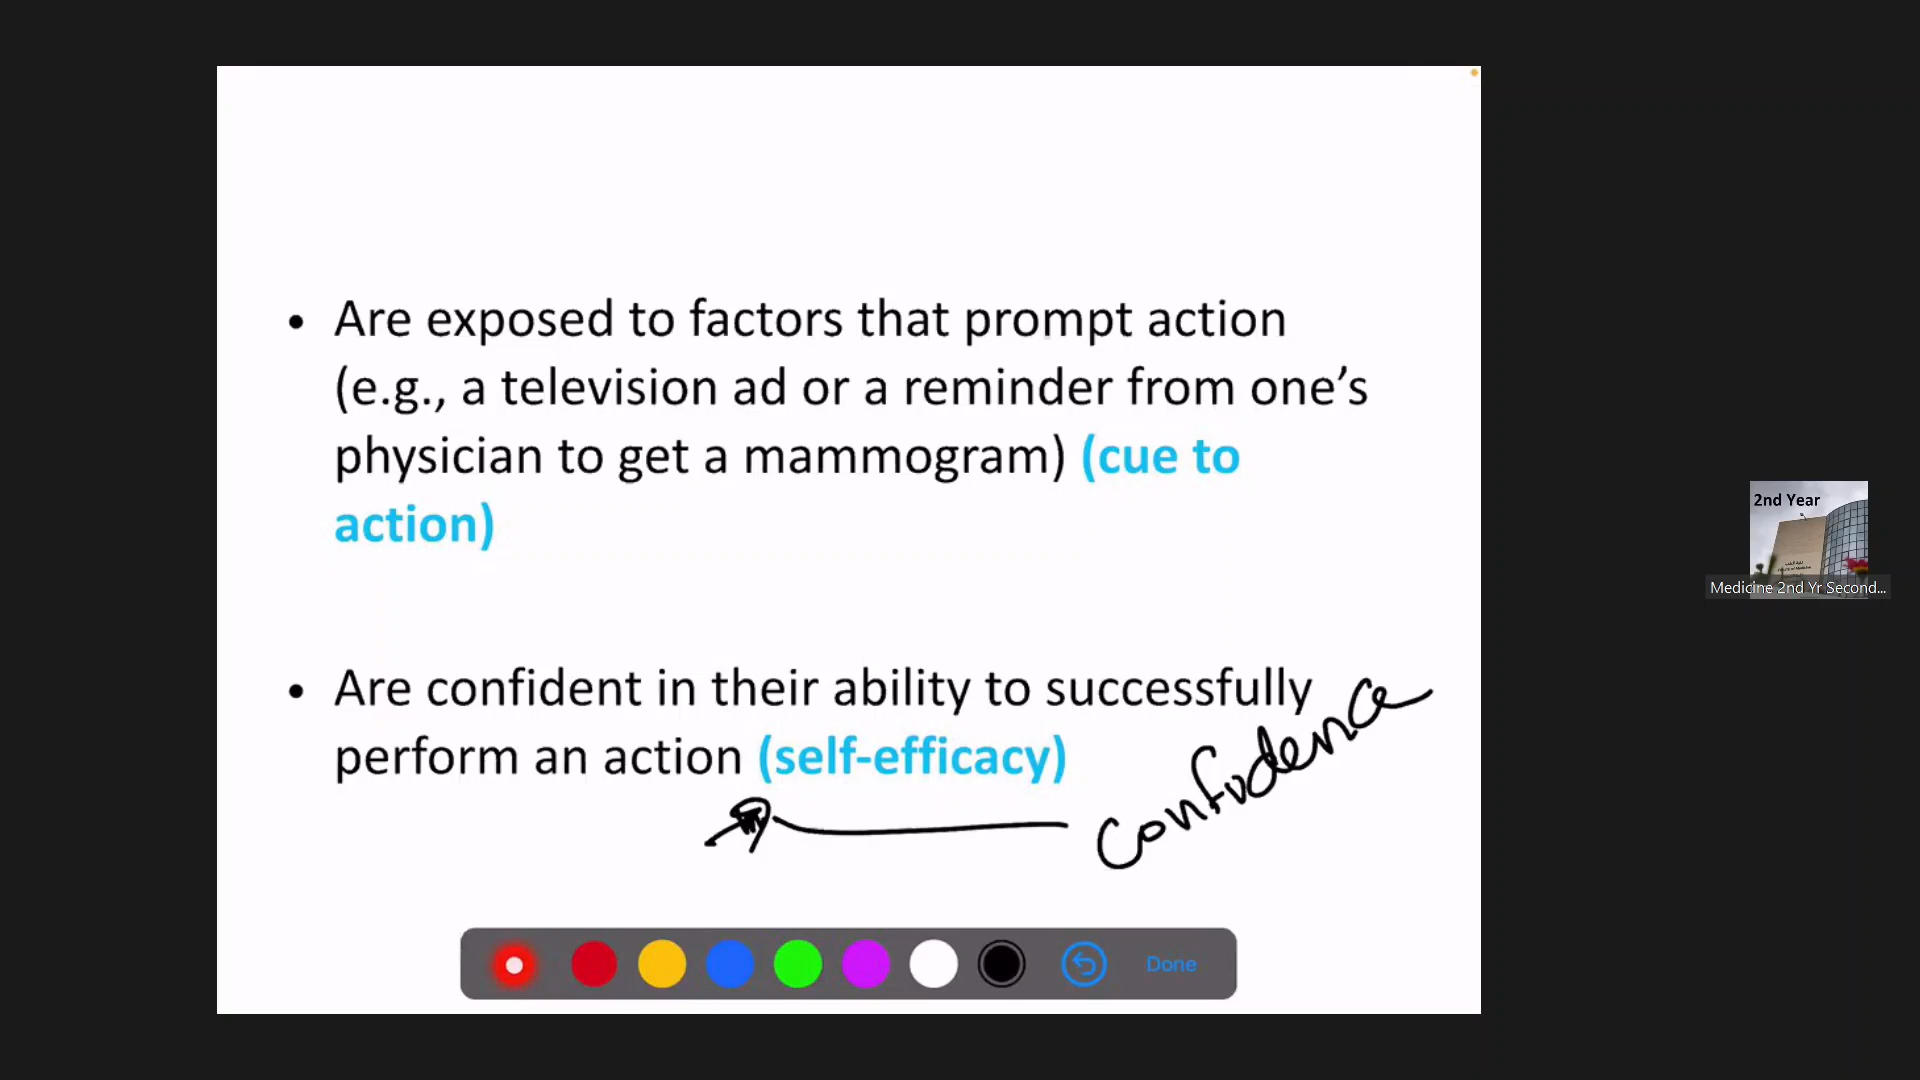 • Are exposed to factors that prompt action
(e.g., a television ad or a reminder from one’s
physician to get a mammogram) (cue to
action)
• Are confident in their ability to successfully
perform an action (self-efficacy)
Confidence
Done
2nd Year
Medicine 2nd Yr Second...